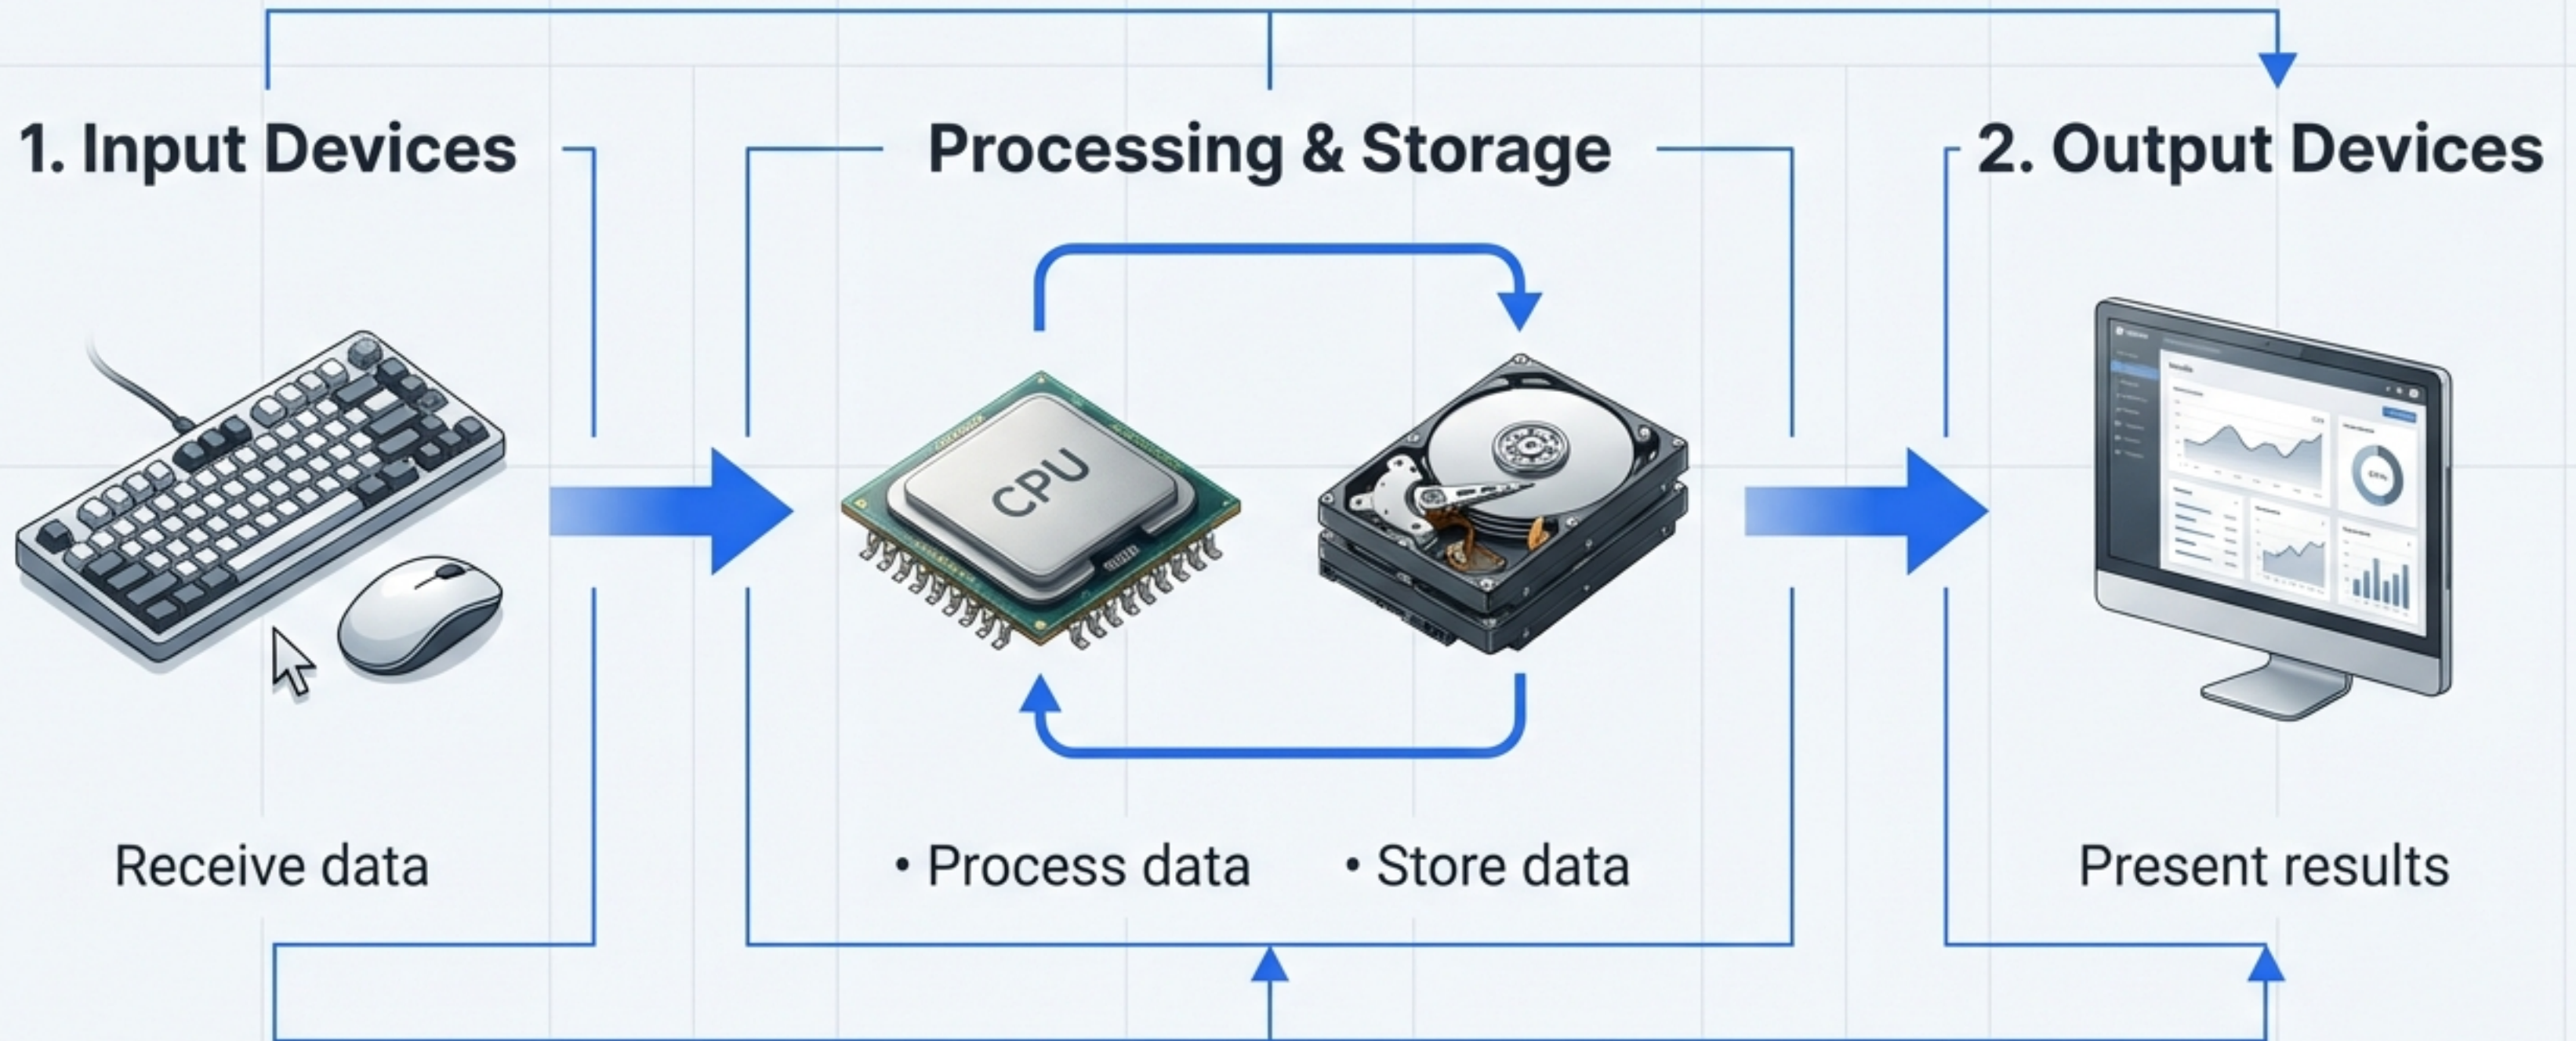 1. Input Devices
Processing & Storage
2. Output Devices
CPU
Receive data
• Process data
• Store data
Present results